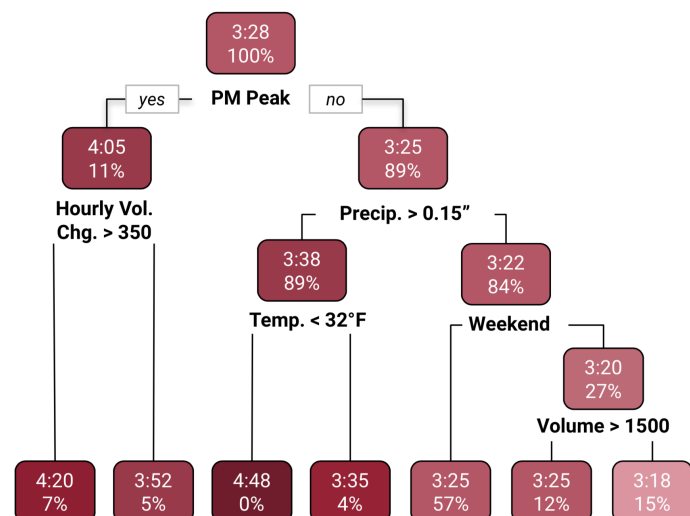 3:28
100%
yes
PM Peak
no
4:05
11%
3:25
89%
Hourly Vol.
Chg. > 350
Precip. > 0.15”
3:38
89%
3:22
84%
Temp. < 32°F
Weekend
3:20
27%
Volume > 1500
4:20
7%
3:52
5%
4:48
0%
3:35
4%
3:25
57%
3:25
12%
3:18
15%